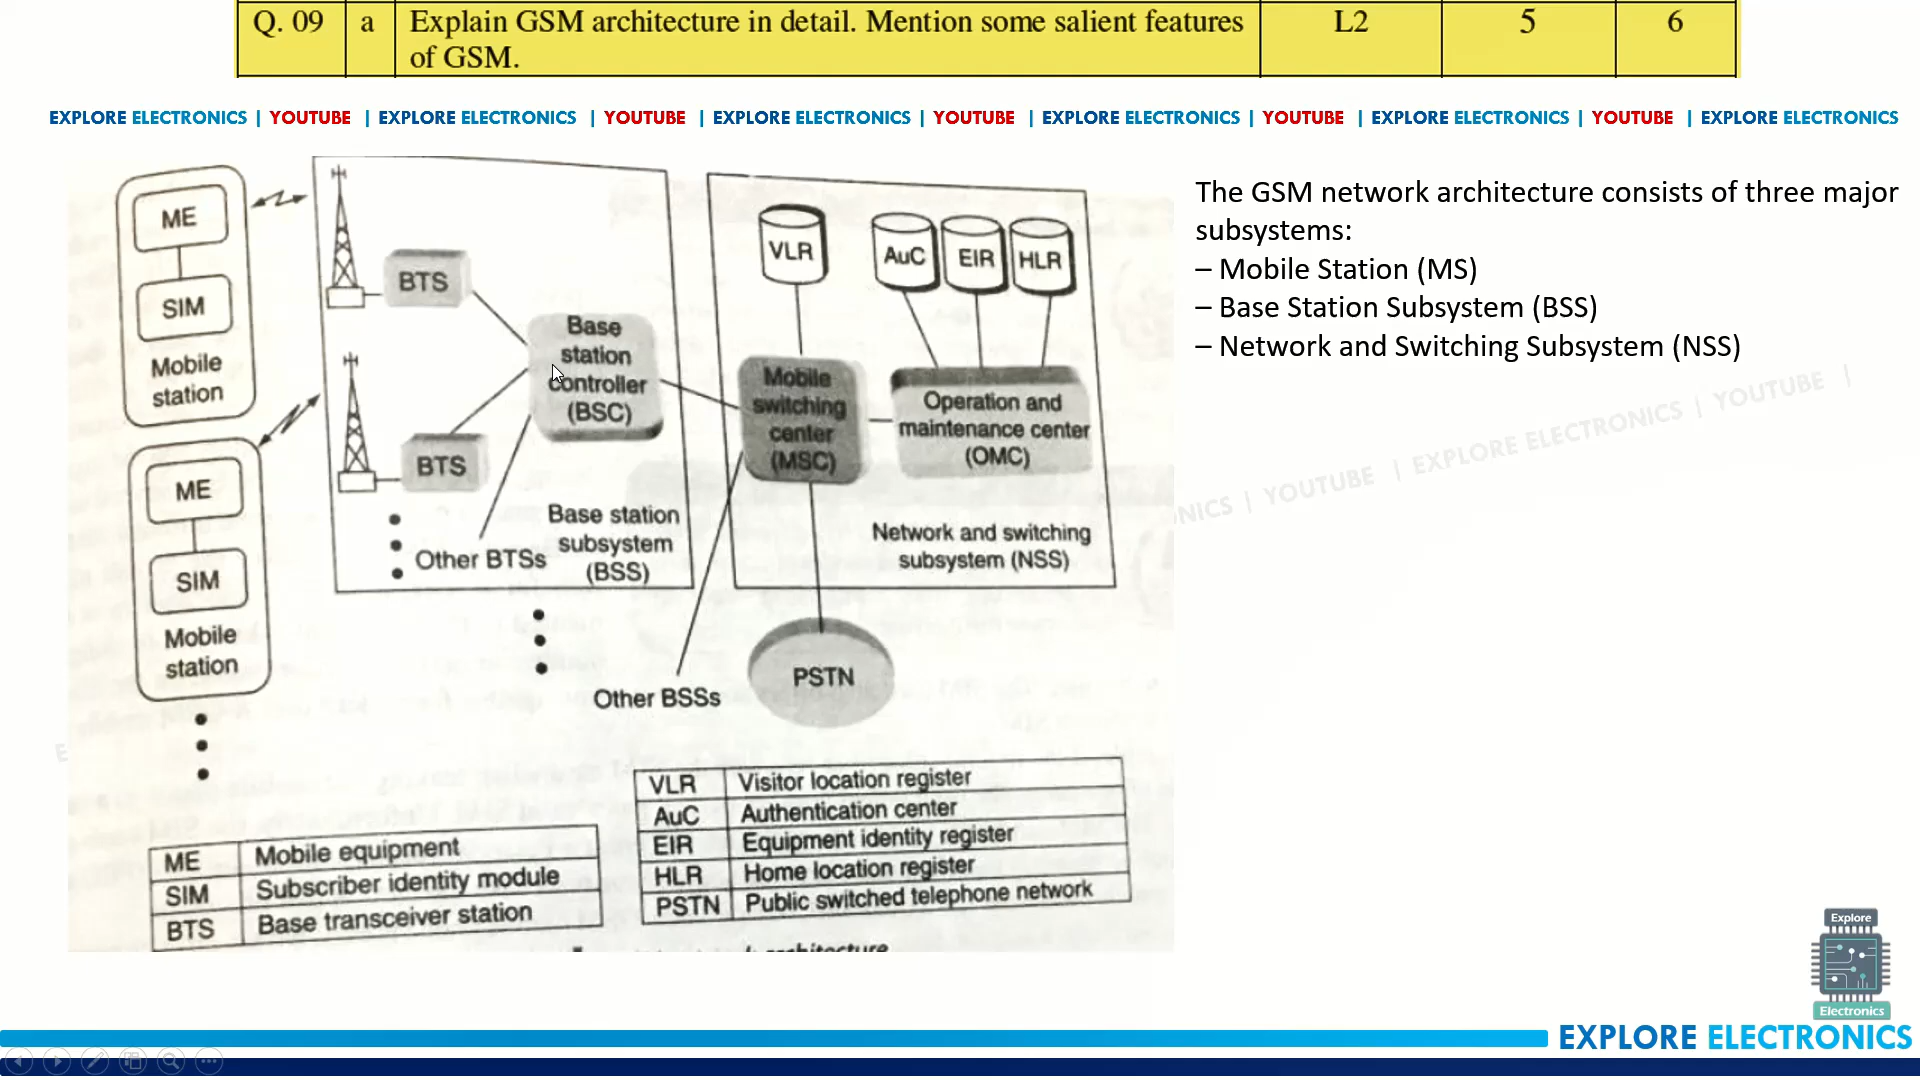 Q. 09 a Explain GSM architecture in detail. Mention some salient features of GSM. L2 5 6
EXPLORE ELECTRONICS | YOUTUBE | EXPLORE ELECTRONICS | YOUTUBE | EXPLORE ELECTRONICS | YOUTUBE | EXPLORE ELECTRONICS | YOUTUBE | EXPLORE ELECTRONICS | YOUTUBE | EXPLORE ELECTRONICS
ME
SIM
Mobile
station
ME
SIM
Mobile
station
BTS
BTS
Base
station
controller
(BSC)
Other BTSs
Base station
subsystem
(BSS)
Other BSSs
VLR
AuC
EIR
HLR
Mobile
switching
center
(MSC)
Operation and
maintenance center
(OMC)
Network and switching
subsystem (NSS)
PSTN
ME Mobile equipment
SIM Subscriber identity module
BTS Base transceiver station
VLR Visitor location register
AuC Authentication center
EIR Equipment identity register
HLR Home location register
PSTN Public switched telephone network
The GSM network architecture consists of three major
subsystems:
– Mobile Station (MS)
– Base Station Subsystem (BSS)
– Network and Switching Subsystem (NSS)
NICS | YOUTUBE | EXPLORE ELECTRONICS | YOUTUBE |
Explore
Electronics
EXPLORE ELECTRONICS